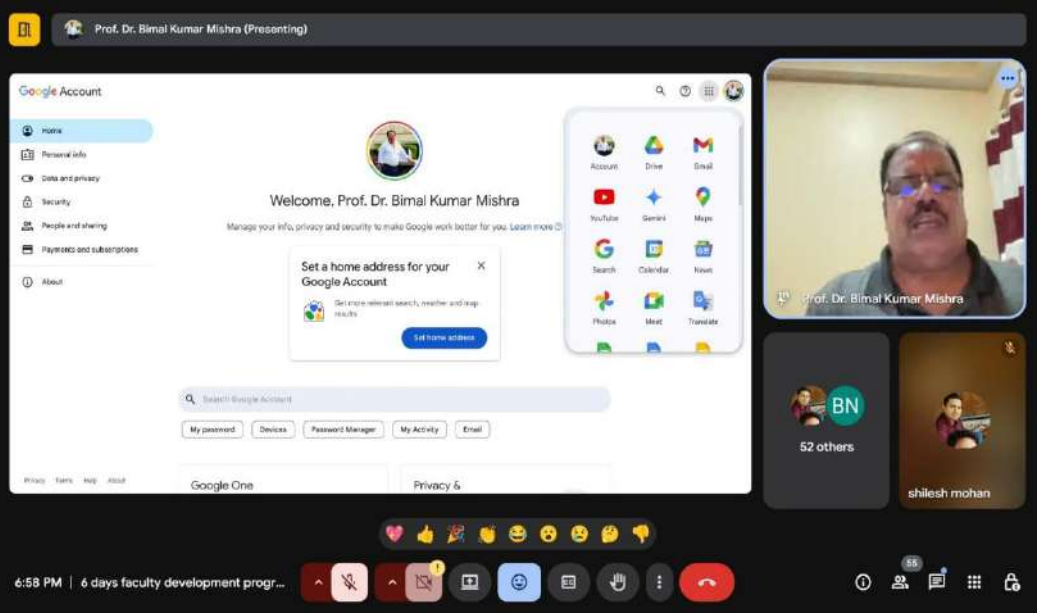 Prof. Dr. Bimal Kumar Mishra (Presenting)
Google Account
Home
Personal info
Data and privacy
Security
People and sharing
Payments and subscriptions
About
Welcome, Prof. Dr. Bimal Kumar Mishra
Manage your info, privacy and security to make Google work better for you. Learn more
Set a home address for your
Google Account
Get more relevant search, weather and map
results
Set home address
Search Google Account
My password
Devices
Password Manager
My Activity
Email
Privacy Terms Help About
Google One
Privacy &
Account
Drive
Gmail
YouTube
Gemini
Maps
Search
Calendar
News
Photos
Meet
Translate
Prof. Dr. Bimal Kumar Mishra
BN
52 others
shilesh mohan
6:58 PM | 6 days faculty development progr...
55